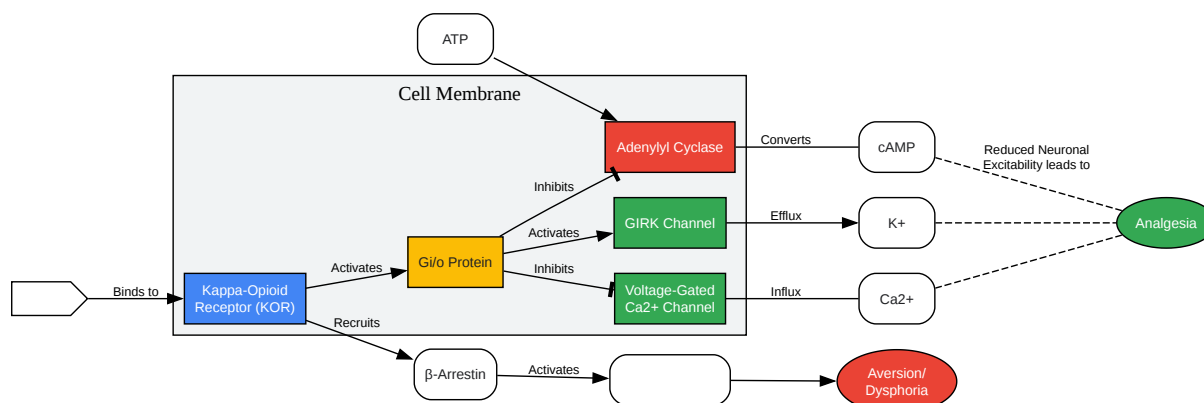 ATP
Cell Membrane
Adenylyl Cyclase
Converts
cAMP
Reduced Neuronal
Excitability leads to
Inhibits
GIRK Channel
Efflux
K+
Analgesia
Activates
Gi/o Protein
Inhibits
Activates
Binds to
Kappa-Opioid
Receptor (KOR)
Voltage-Gated
Ca2+ Channel
Influx
Ca2+
Recruits
β-Arrestin
Activates
Aversion/
Dysphoria